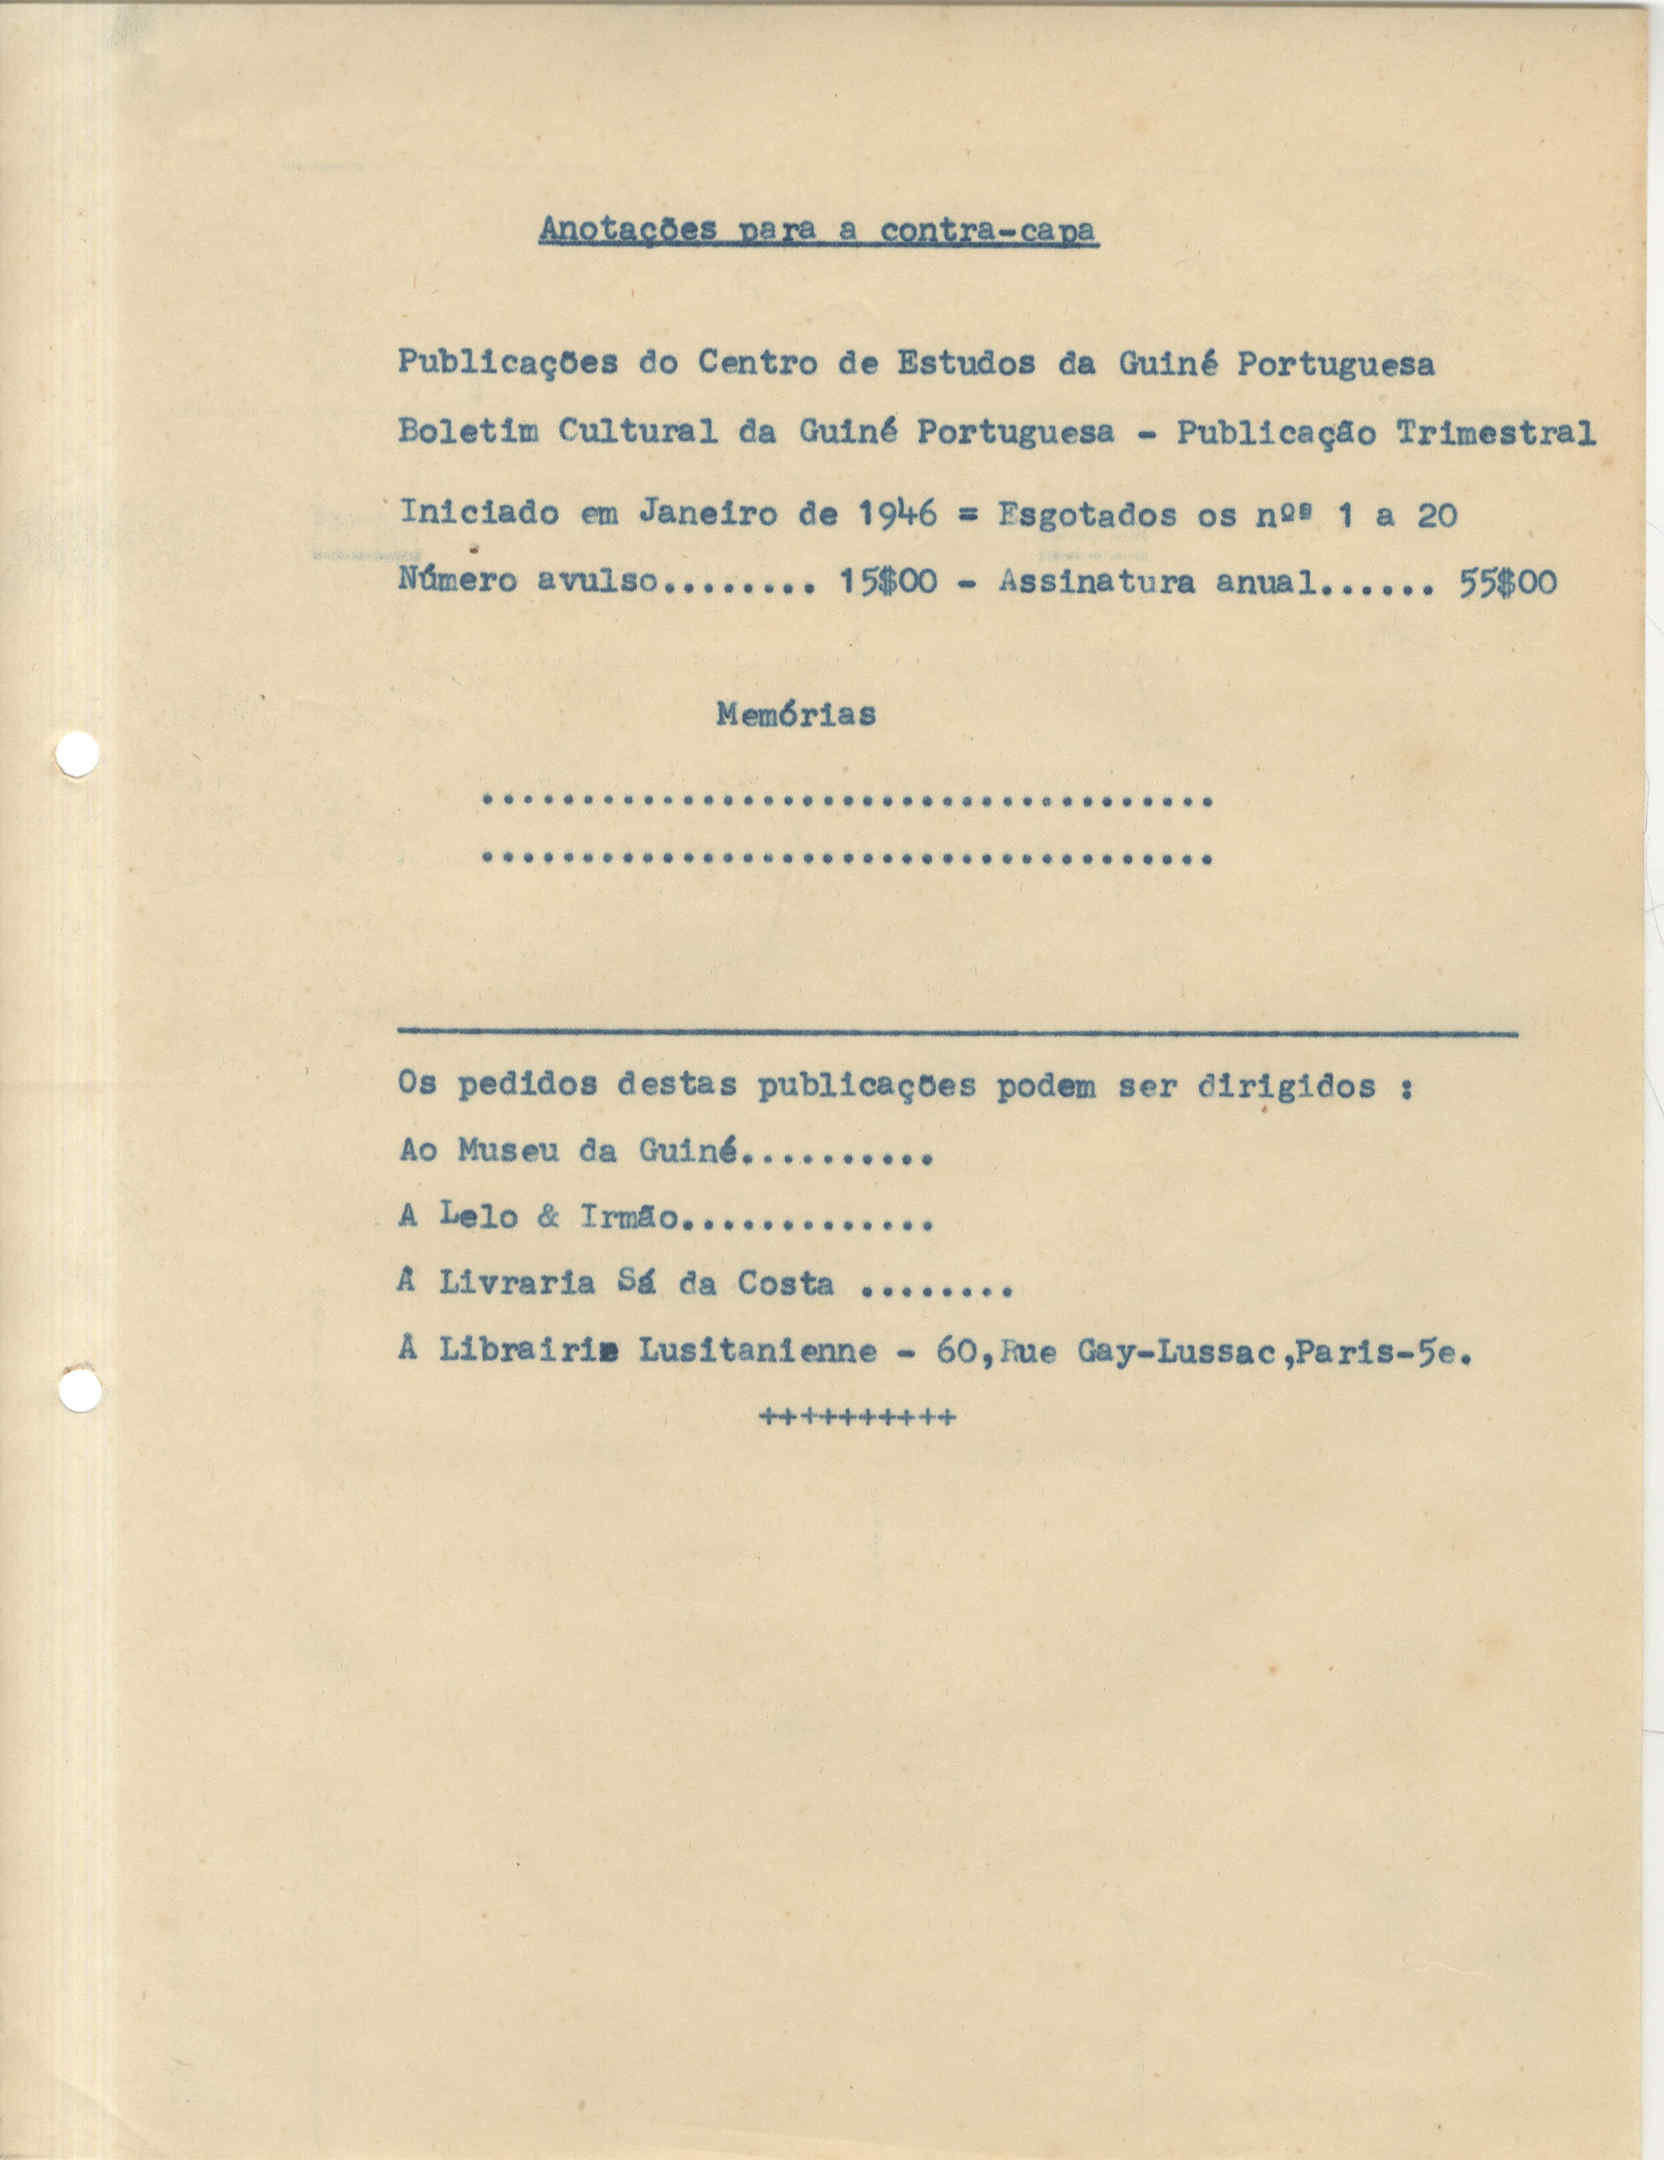 Anotações para a contra-capa
Publicações do Centro de Estudos da Guiné Portuguesa
Boletim Cultural da Guiné Portuguesa - Publicação Trimestral
Iniciado em Janeiro de 1946 = Esgotados os nºs 1 a 20
Número avulso........ 15$00 - Assinatura anual...... 55$00
Memórias
.....................................
.....................................
Os pedidos destas publicações podem ser dirigidos :
Ao Museu da Guiné..........
A Lelo & Irmão.............
Â Livraria Sá da Costa ........
Â Librairie Lusitanienne - 60,Rue Gay-Lussac,Paris-5e.
++++++++++